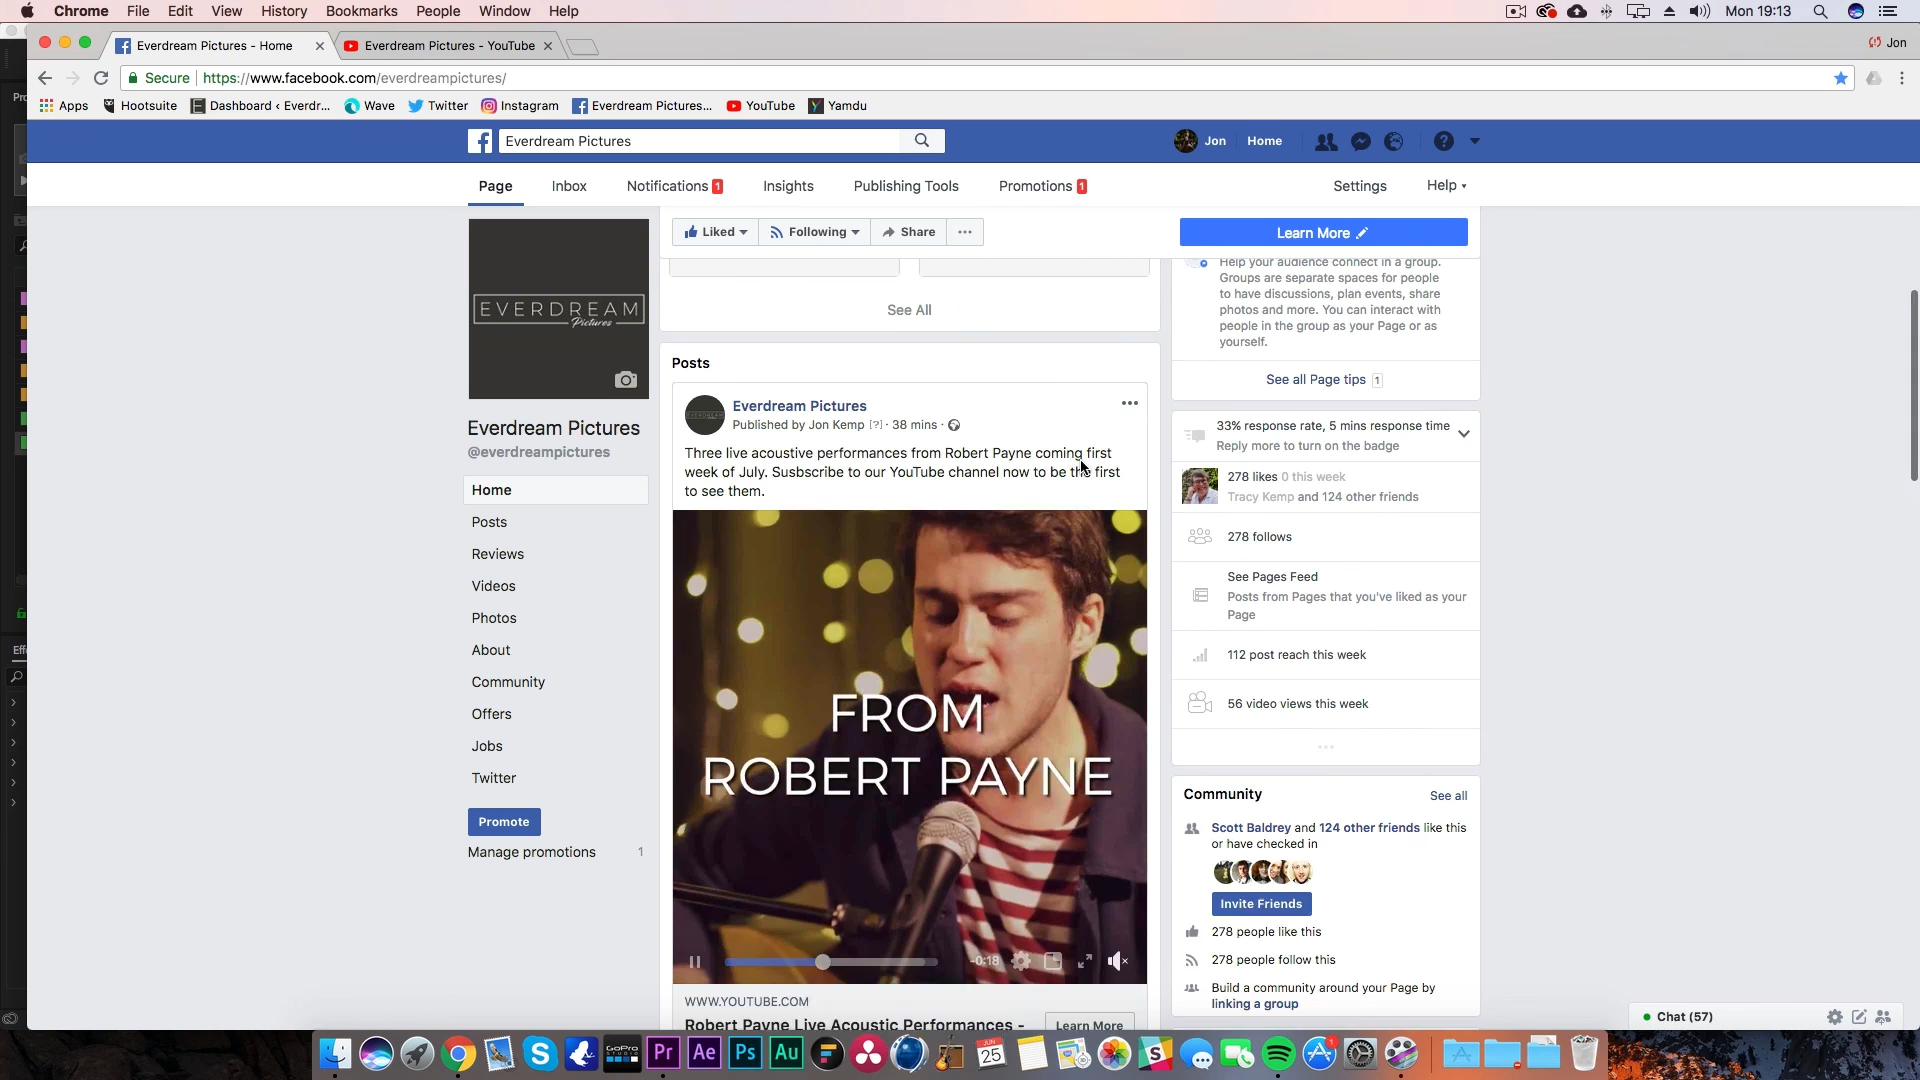 Chrome File Edit View History Bookmarks People Window Help Mon 19:13
Everdream Pictures - Home Everdream Pictures - YouTube Jon
Secure https://www.facebook.com/everdreampictures/
Apps Hootsuite Dashboard ‹ Everdr... Wave Twitter Instagram Everdream Pictures... YouTube Yamdu
Everdream Pictures Jon Home
Page Inbox Notifications 1 Insights Publishing Tools Promotions 1 Settings Help
Liked Following Share Learn More
EVERDREAM
Pictures
Everdream Pictures
@everdreampictures
Home
Posts
Reviews
Videos
Photos
About
Community
Offers
Jobs
Twitter
Promote
Manage promotions 1
See All
Posts
Everdream Pictures
Published by Jon Kemp [?] · 38 mins ·
Three live acoustive performances from Robert Payne coming first
week of July. Susbscribe to our YouTube channel now to be the first
to see them.
FROM
ROBERT PAYNE
-0:18
WWW.YOUTUBE.COM
Robert Payne Live Acoustic Performances -
Learn More
Help your audience connect in a group.
Groups are separate spaces for people
to have discussions, plan events, share
photos and more. You can interact with
people in the group as your Page or as
yourself.
See all Page tips 1
33% response rate, 5 mins response time
Reply more to turn on the badge
278 likes 0 this week
Tracy Kemp and 124 other friends
278 follows
See Pages Feed
Posts from Pages that you've liked as your
Page
112 post reach this week
56 video views this week
Community See all
Scott Baldrey and 124 other friends like this
or have checked in
Invite Friends
278 people like this
278 people follow this
Build a community around your Page by
linking a group
Chat (57)
GoPro Pr Ae Ps Au JUN 25 1